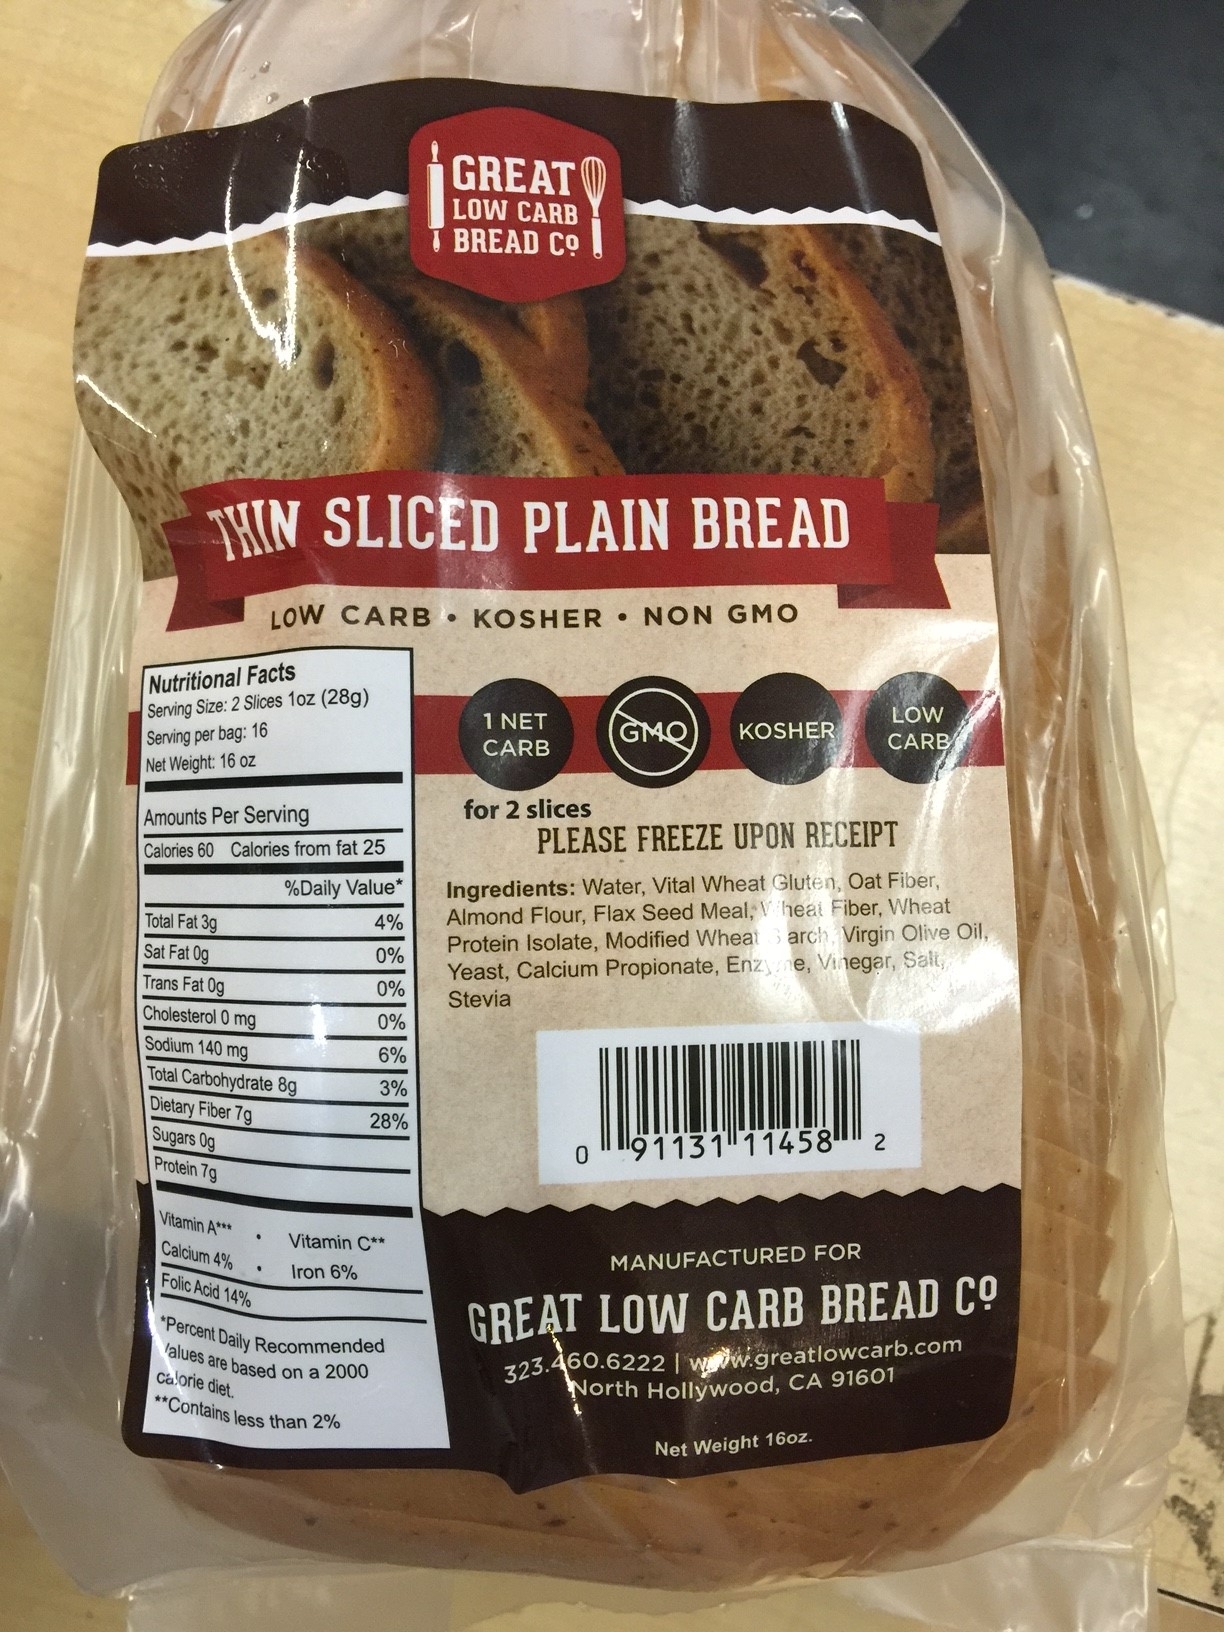 GREAT
LOW CARB
BREAD Cº
THIN SLICED PLAIN BREAD
LOW CARB • KOSHER • NON GMO
Nutritional Facts
Serving Size: 2 Slices 1oz (28g)
Serving per bag: 16
Net Weight: 16 oz
Amounts Per Serving
Calories 60 Calories from fat 25
%Daily Value*
Total Fat 3g 4%
Sat Fat 0g 0%
Trans Fat 0g 0%
Cholesterol 0 mg 0%
Sodium 140 mg 6%
Total Carbohydrate 8g 3%
Dietary Fiber 7g 28%
Sugars 0g
Protein 7g
Vitamin A*** • Vitamin C**
Calcium 4% • Iron 6%
Folic Acid 14%
*Percent Daily Recommended
Values are based on a 2000
calorie diet.
**Contains less than 2%
1 NET
CARB
GMO
KOSHER
LOW
CARB
for 2 slices
PLEASE FREEZE UPON RECEIPT
Ingredients: Water, Vital Wheat Gluten, Oat Fiber,
Almond Flour, Flax Seed Meal, Wheat Fiber, Wheat
Protein Isolate, Modified Wheat Starch, Virgin Olive Oil,
Yeast, Calcium Propionate, Enzyme, Vinegar, Salt,
Stevia
0 91131 11458 2
MANUFACTURED FOR
GREAT LOW CARB BREAD Cº
323.460.6222 | www.greatlowcarb.com
North Hollywood, CA 91601
Net Weight 16oz.